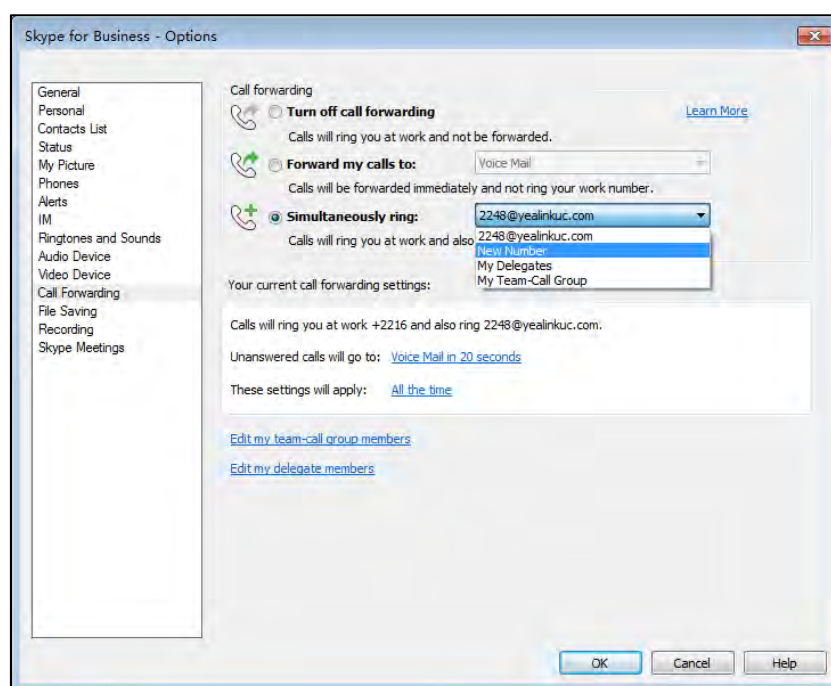 Skype for Business - Options
General
Personal
Contacts List
Status
My Picture
Phones
Alerts
IM
Ringtones and Sounds
Audio Device
Video Device
Call Forwarding
File Saving
Recording
Skype Meetings
Call forwarding
Turn off call forwarding
Learn More
Calls will ring you at work and not be forwarded.
Forward my calls to:
Voice Mail
Calls will be forwarded immediately and not ring your work number.
Simultaneously ring:
2248@yealinkuc.com
Calls will ring you at work and also
2248@yealinkuc.com
New Number
My Delegates
My Team-Call Group
Your current call forwarding settings:
Calls will ring you at work +2216 and also ring 2248@yealinkuc.com.
Unanswered calls will go to: Voice Mail in 20 seconds
These settings will apply: All the time
Edit my team-call group members
Edit my delegate members
OK
Cancel
Help